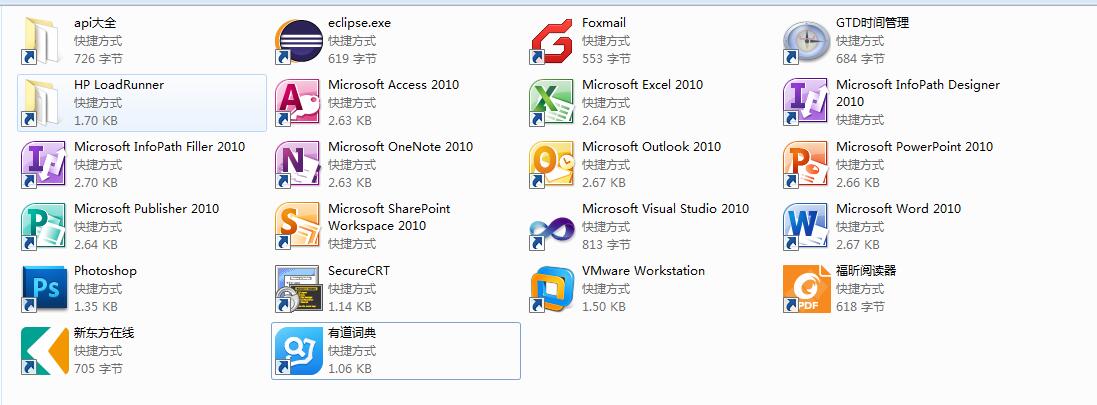 api大全
快捷方式
726 字节
eclipse.exe
快捷方式
619 字节
Foxmail
快捷方式
553 字节
GTD时间管理
快捷方式
684 字节
HP LoadRunner
快捷方式
1.70 KB
Microsoft Access 2010
快捷方式
2.63 KB
Microsoft Excel 2010
快捷方式
2.64 KB
Microsoft InfoPath Designer
2010
快捷方式
Microsoft InfoPath Filler 2010
快捷方式
2.70 KB
Microsoft OneNote 2010
快捷方式
2.63 KB
Microsoft Outlook 2010
快捷方式
2.67 KB
Microsoft PowerPoint 2010
快捷方式
2.66 KB
Microsoft Publisher 2010
快捷方式
2.64 KB
Microsoft SharePoint
Workspace 2010
快捷方式
Microsoft Visual Studio 2010
快捷方式
813 字节
Microsoft Word 2010
快捷方式
2.67 KB
Ps
Photoshop
快捷方式
1.35 KB
SecureCRT
快捷方式
1.14 KB
VMware Workstation
快捷方式
1.50 KB
PDF
福昕阅读器
快捷方式
618 字节
新东方在线
快捷方式
705 字节
有道词典
快捷方式
1.06 KB